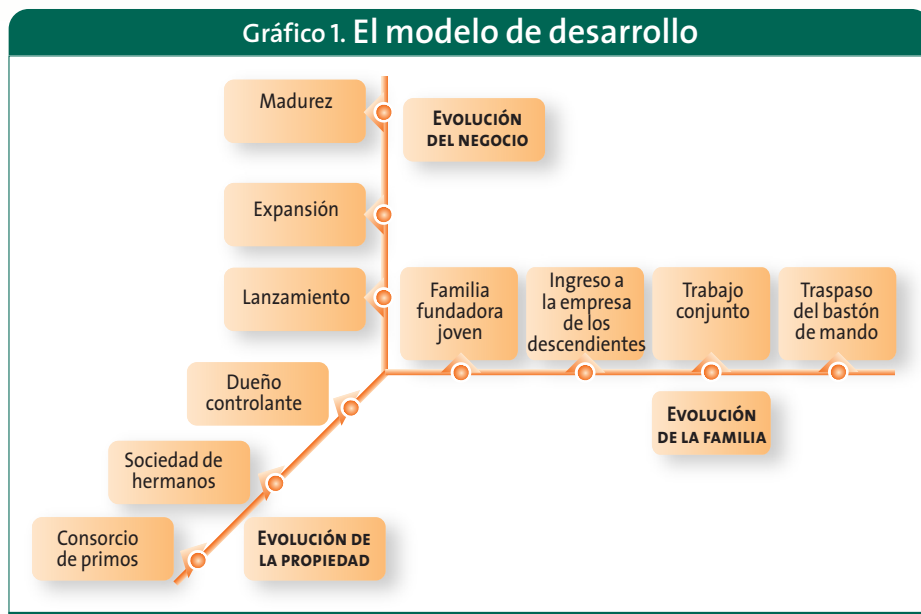 Gráfico 1. El modelo de desarrollo
Madurez
EVOLUCIÓN
DEL NEGOCIO
Expansión
Lanzamiento
Familia
fundadora
joven
Ingreso a
la empresa
de los
descendientes
Trabajo
conjunto
Traspaso
del bastón
de mando
Dueño
controlante
EVOLUCIÓN
DE LA FAMILIA
Sociedad de
hermanos
Consorcio
de primos
EVOLUCIÓN DE
LA PROPIEDAD